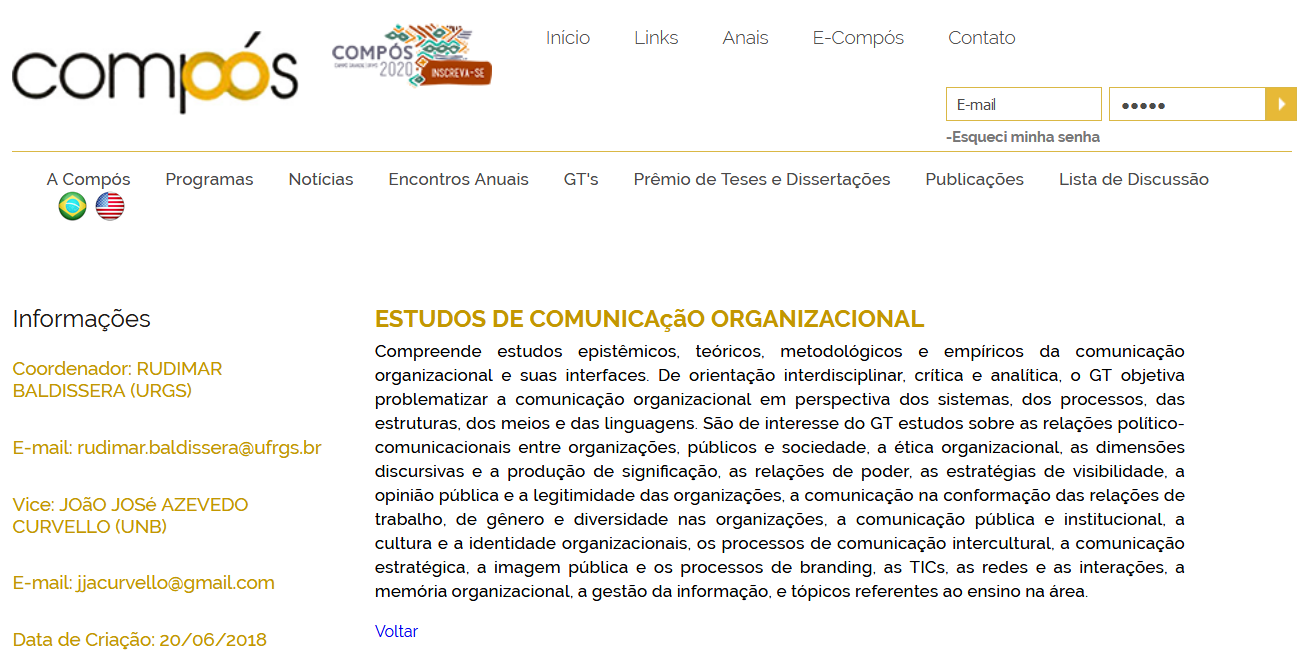 compós
COMPÓS
2020
INSCREVA-SE
Início Links Anais E-Compós Contato
E-mail •••••
-Esqueci minha senha
A Compós Programas Notícias Encontros Anuais GT's Prêmio de Teses e Dissertações Publicações Lista de Discussão
Informações
Coordenador: RUDIMAR
BALDISSERA (URGS)
E-mail: rudimar.baldissera@ufrgs.br
Vice: JOãO JOSé AZEVEDO
CURVELLO (UNB)
E-mail: jjacurvello@gmail.com
Data de Criação: 20/06/2018
ESTUDOS DE COMUNICAçãO ORGANIZACIONAL
Compreende estudos epistêmicos, teóricos, metodológicos e empíricos da comunicação
organizacional e suas interfaces. De orientação interdisciplinar, crítica e analítica, o GT objetiva
problematizar a comunicação organizacional em perspectiva dos sistemas, dos processos, das
estruturas, dos meios e das linguagens. São de interesse do GT estudos sobre as relações político-
comunicacionais entre organizações, públicos e sociedade, a ética organizacional, as dimensões
discursivas e a produção de significação, as relações de poder, as estratégias de visibilidade, a
opinião pública e a legitimidade das organizações, a comunicação na conformação das relações de
trabalho, de gênero e diversidade nas organizações, a comunicação pública e institucional, a
cultura e a identidade organizacionais, os processos de comunicação intercultural, a comunicação
estratégica, a imagem pública e os processos de branding, as TICs, as redes e as interações, a
memória organizacional, a gestão da informação, e tópicos referentes ao ensino na área.
Voltar